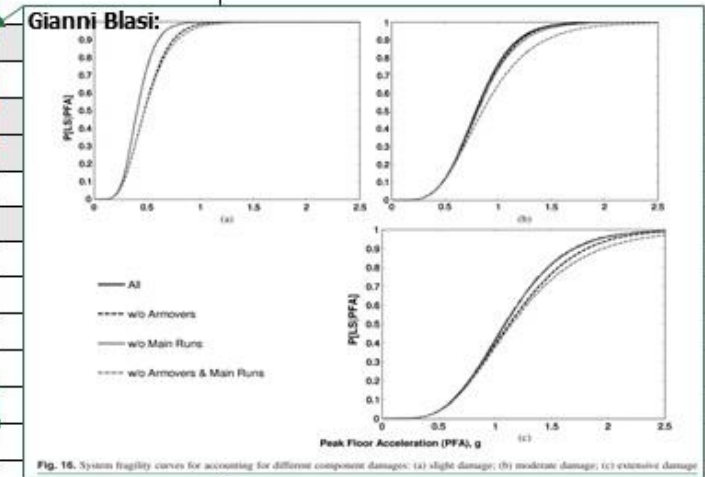 Gianni Blasi:
P[LS|PFA]
1
0.9
0.8
0.7
0.6
0.5
0.4
0.3
0.2
0.1
0
0 0.5 1 1.5 2 2.5
(a)
1
0.9
0.8
0.7
0.6
0.5
0.4
0.3
0.2
0.1
0
0 0.5 1 1.5 2 2.5
(b)
All
w/o Armovers
w/o Main Runs
w/o Armovers & Main Runs
P[LS|PFA]
1
0.9
0.8
0.7
0.6
0.5
0.4
0.3
0.2
0.1
0
0 0.5 1 1.5 2 2.5
Peak Floor Acceleration (PFA), g
(c)
Fig. 16. System fragility curves for accounting for different component damages: (a) slight damage; (b) moderate damage; (c) extensive damage